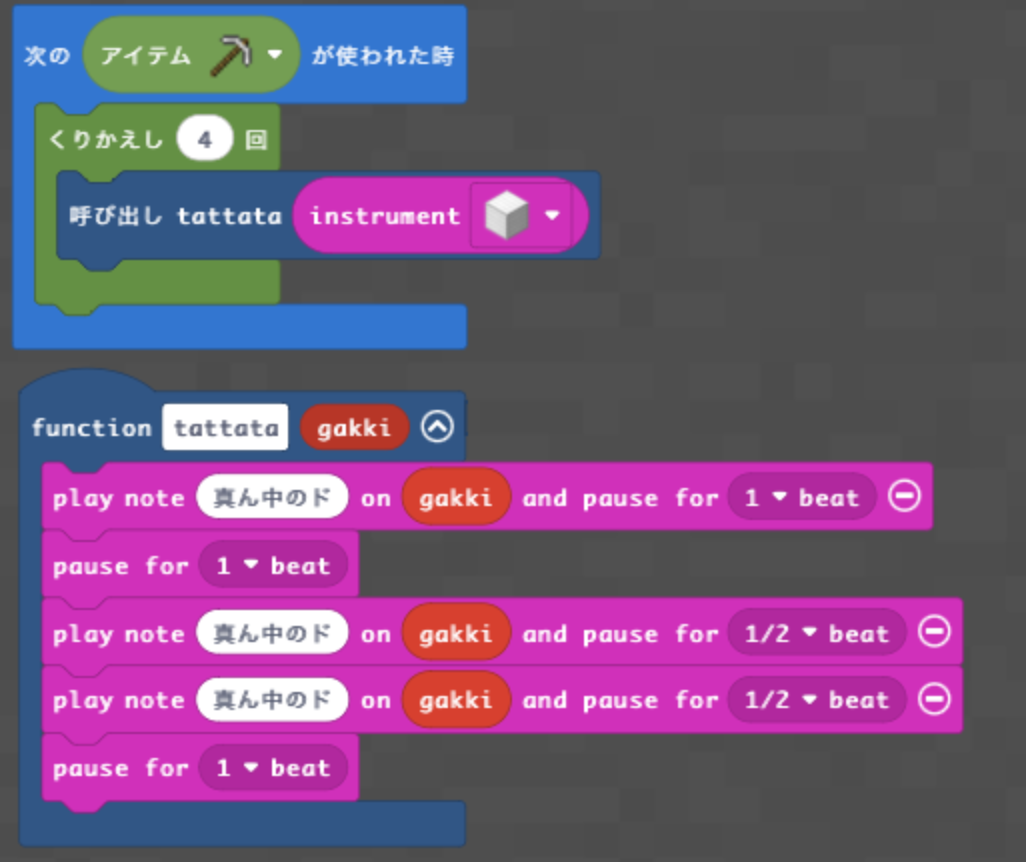 次の アイテム が使われた時
くりかえし 4 回
呼び出し tattata instrument
function tattata gakki
play note 真ん中のド on gakki and pause for 1 beat
pause for 1 beat
play note 真ん中のド on gakki and pause for 1/2 beat
play note 真ん中のド on gakki and pause for 1/2 beat
pause for 1 beat